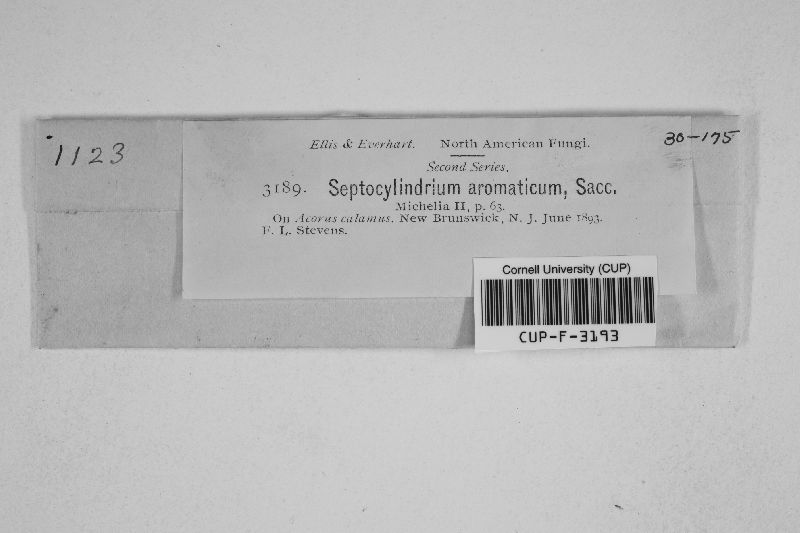 1123
30-175
Ellis & Everhart. North American Fungi.
Second Series.
3189. Septocylindrium aromaticum, Sacc.
Michelia II, p. 63.
On Acorus calamus. New Brunswick, N. J. June 1893.
F. L. Stevens.
Cornell University (CUP)
CUP-F-3193